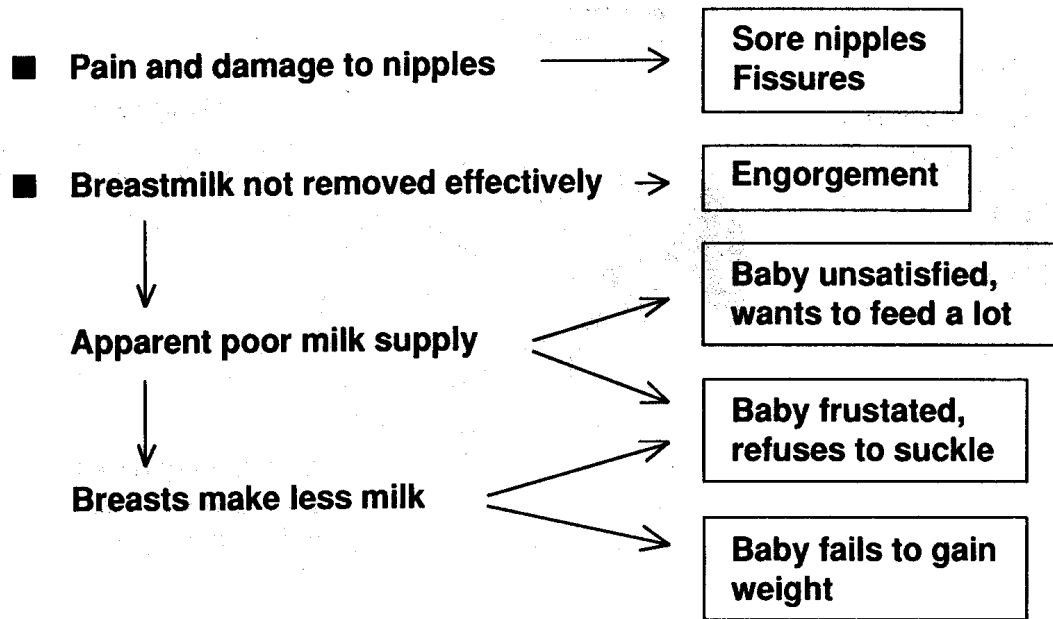 ■ Pain and damage to nipples
Sore nipples
Fissures
■ Breastmilk not removed effectively
Engorgement
Apparent poor milk supply
Baby unsatisfied,
wants to feed a lot
Baby frustated,
refuses to suckle
Breasts make less milk
Baby fails to gain
weight